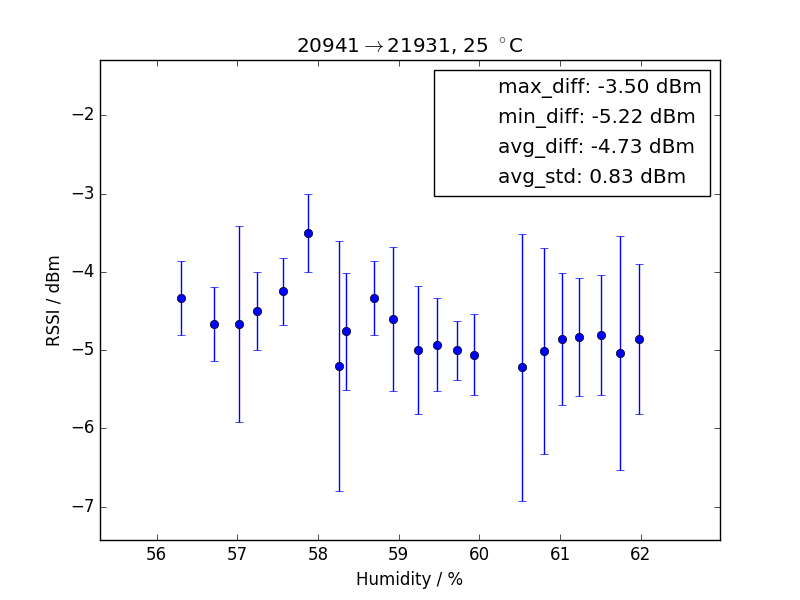 20941→21931, 25 °C
max_diff: -3.50 dBm
min_diff: -5.22 dBm
avg_diff: -4.73 dBm
avg_std: 0.83 dBm
RSSI / dBm
−2
−3
−4
−5
−6
−7
56 57 58 59 60 61 62
Humidity / %